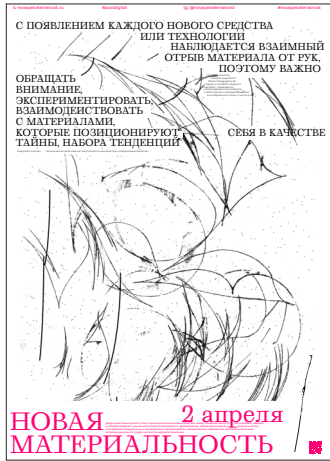 #postdigital
С ПОЯВЛЕНИЕМ КАЖДОГО НОВОГО СРЕДСТВА
ИЛИ ТЕХНОЛОГИИ
НАБЛЮДАЕТСЯ ВЗАИМНЫЙ
ОТРЫВ МАТЕРИАЛА ОТ РУК,
ПОЭТОМУ ВАЖНО
ОБРАЩАТЬ
ВНИМАНИЕ,
ЭКСПЕРИМЕНТИРОВАТЬ,
ВЗАИМОДЕЙСТВОВАТЬ
С МАТЕРИАЛАМИ,
КОТОРЫЕ ПОЗИЦИОНИРУЮТ СЕБЯ В КАЧЕСТВЕ
ТАЙНЫ, НАБОРА ТЕНДЕНЦИЙ
2 апреля
НОВАЯ
МАТЕРИАЛЬНОСТЬ